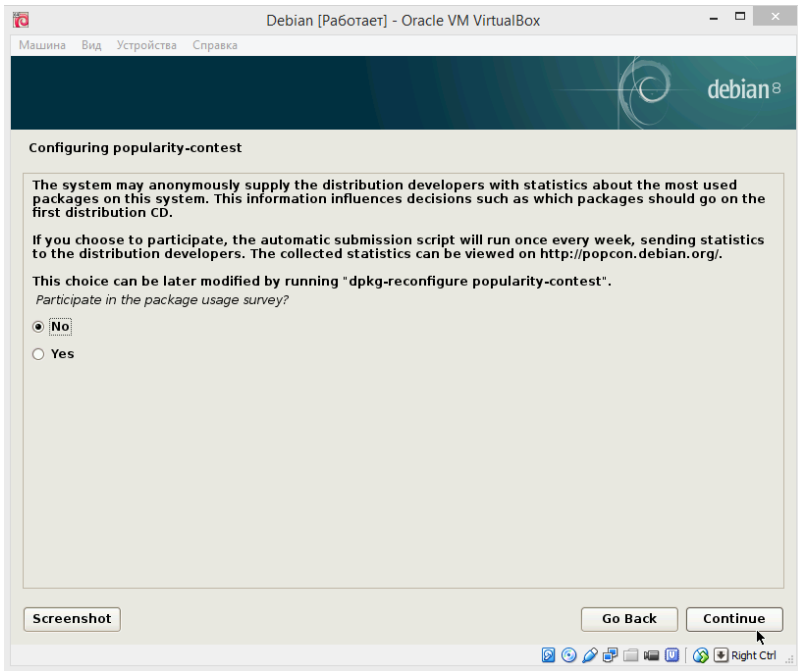 Debian [Работает] - Oracle VM VirtualBox
Машина Вид Устройства Справка
debian 8
Configuring popularity-contest
The system may anonymously supply the distribution developers with statistics about the most used
packages on this system. This information influences decisions such as which packages should go on the
first distribution CD.
If you choose to participate, the automatic submission script will run once every week, sending statistics
to the distribution developers. The collected statistics can be viewed on http://popcon.debian.org/.
This choice can be later modified by running "dpkg-reconfigure popularity-contest".
Participate in the package usage survey?
No
Yes
Screenshot Go Back Continue
Right Ctrl